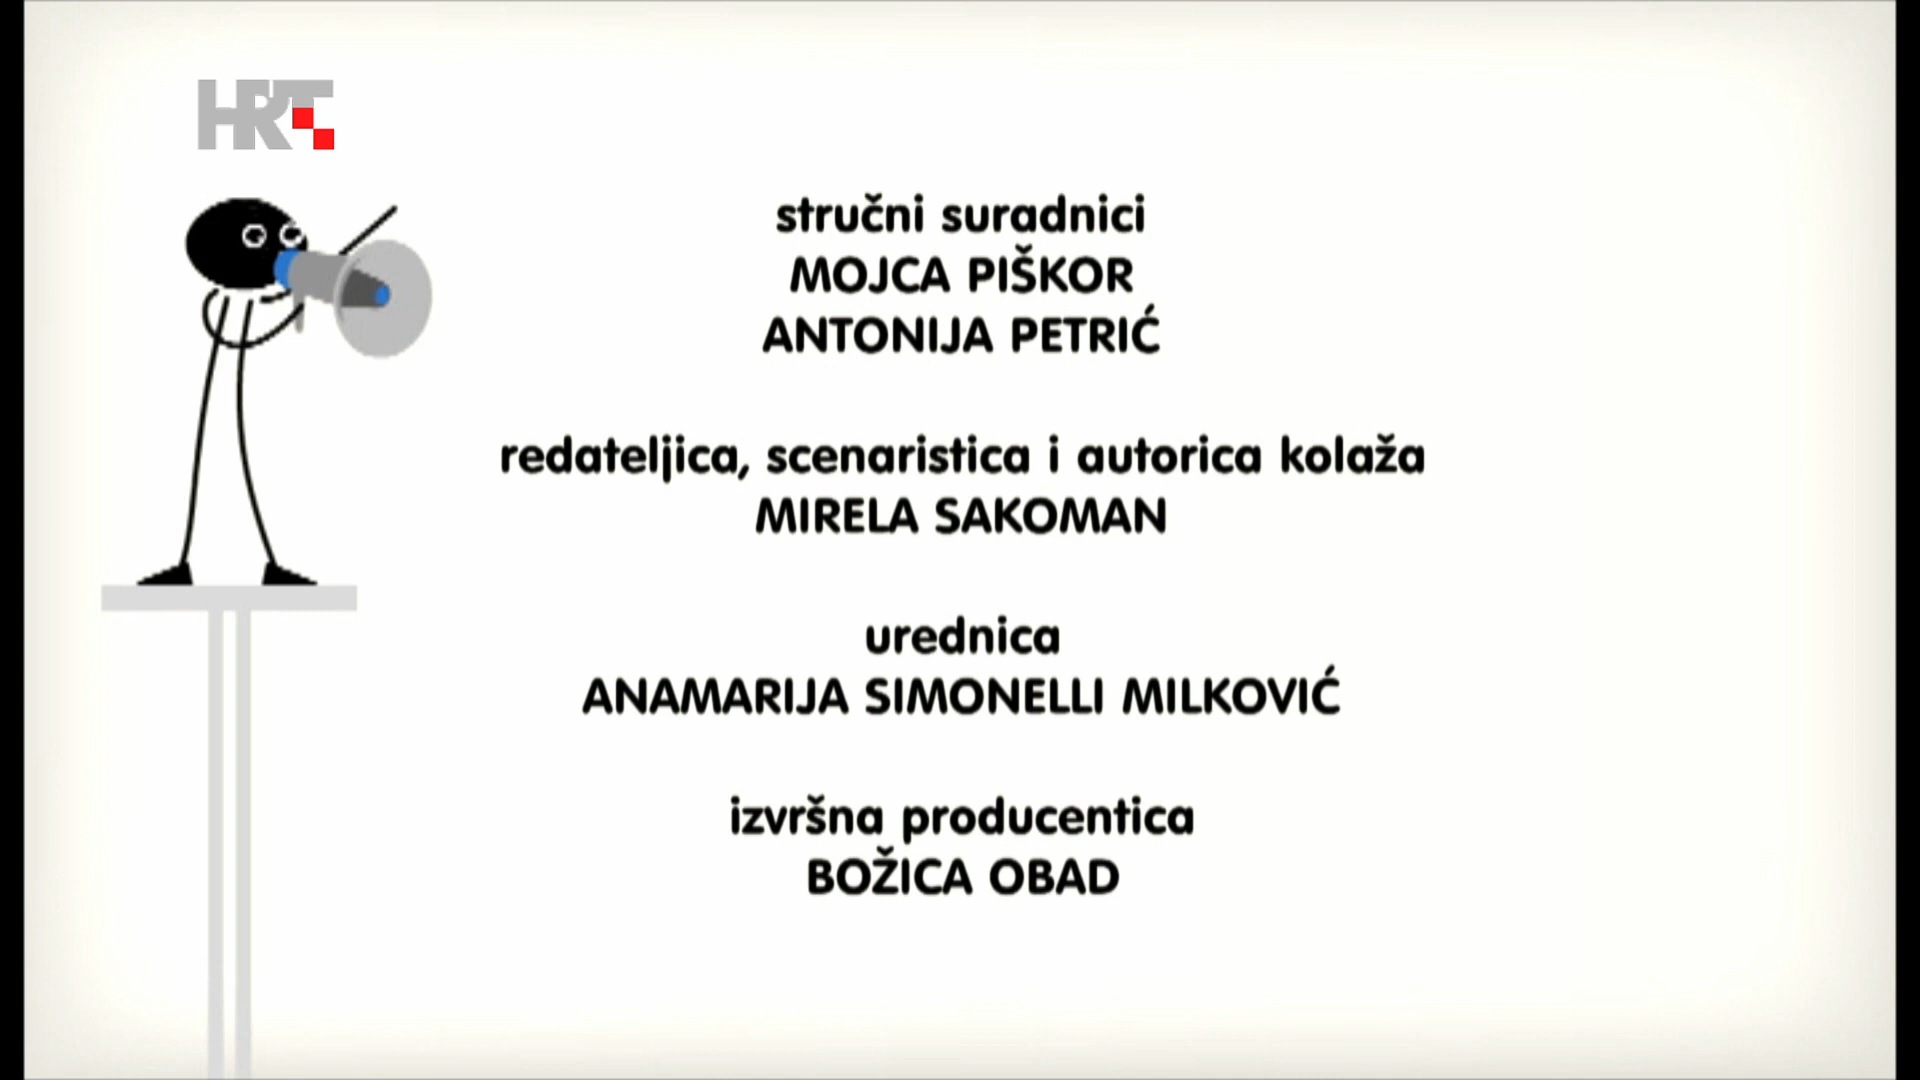 HRT
stručni suradnici
MOJCA PIŠKOR
ANTONIJA PETRIĆ
redateljica, scenaristica i autorica kolaža
MIRELA SAKOMAN
urednica
ANAMARIJA SIMONELLI MILKOVIĆ
izvršna producentica
BOŽICA OBAD